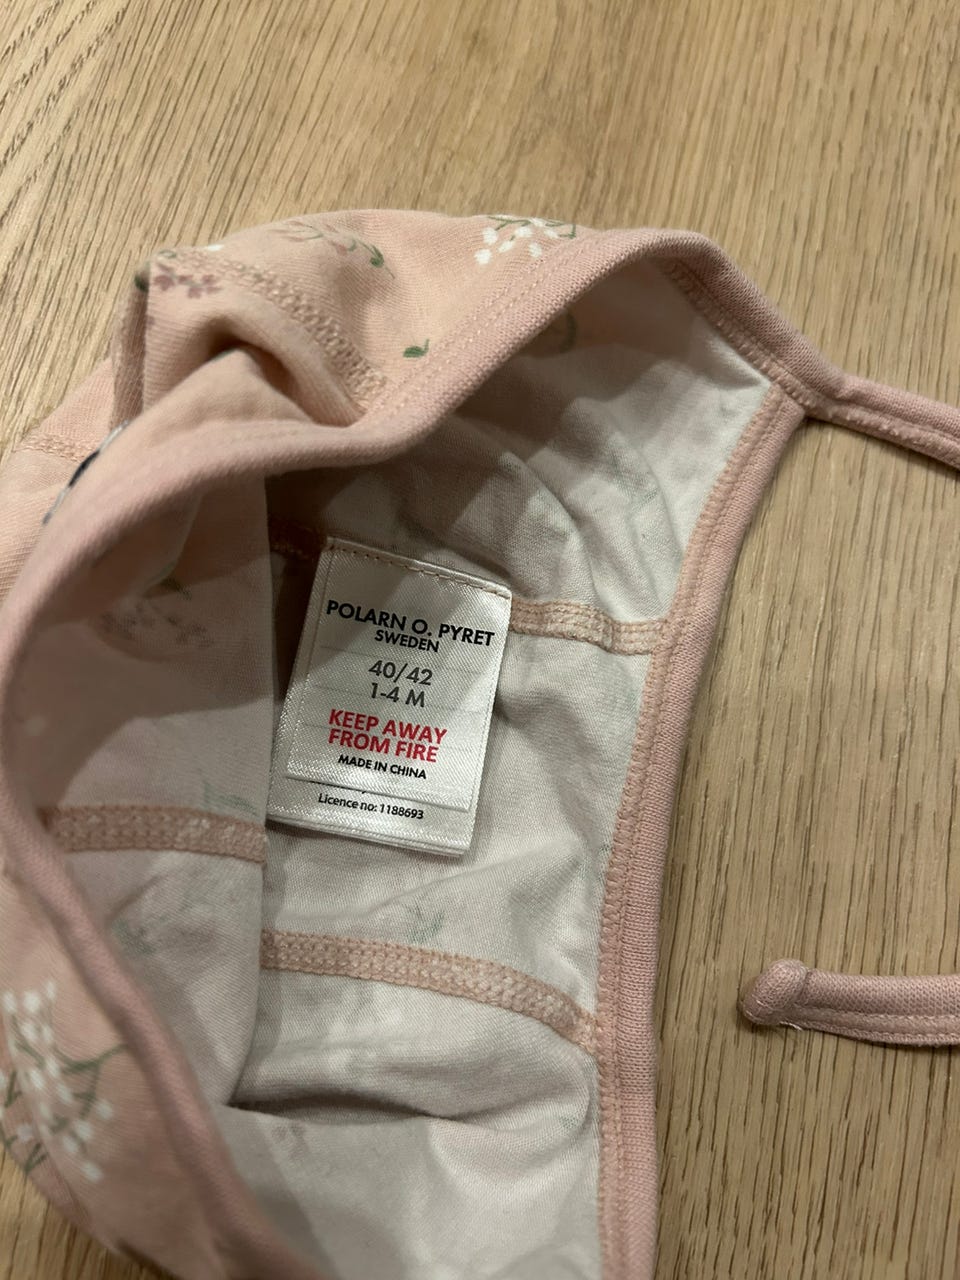 POLARN O. PYRET
SWEDEN
40/42
1-4 M
KEEP AWAY
FROM FIRE
MADE IN CHINA
Licence no: 1188693